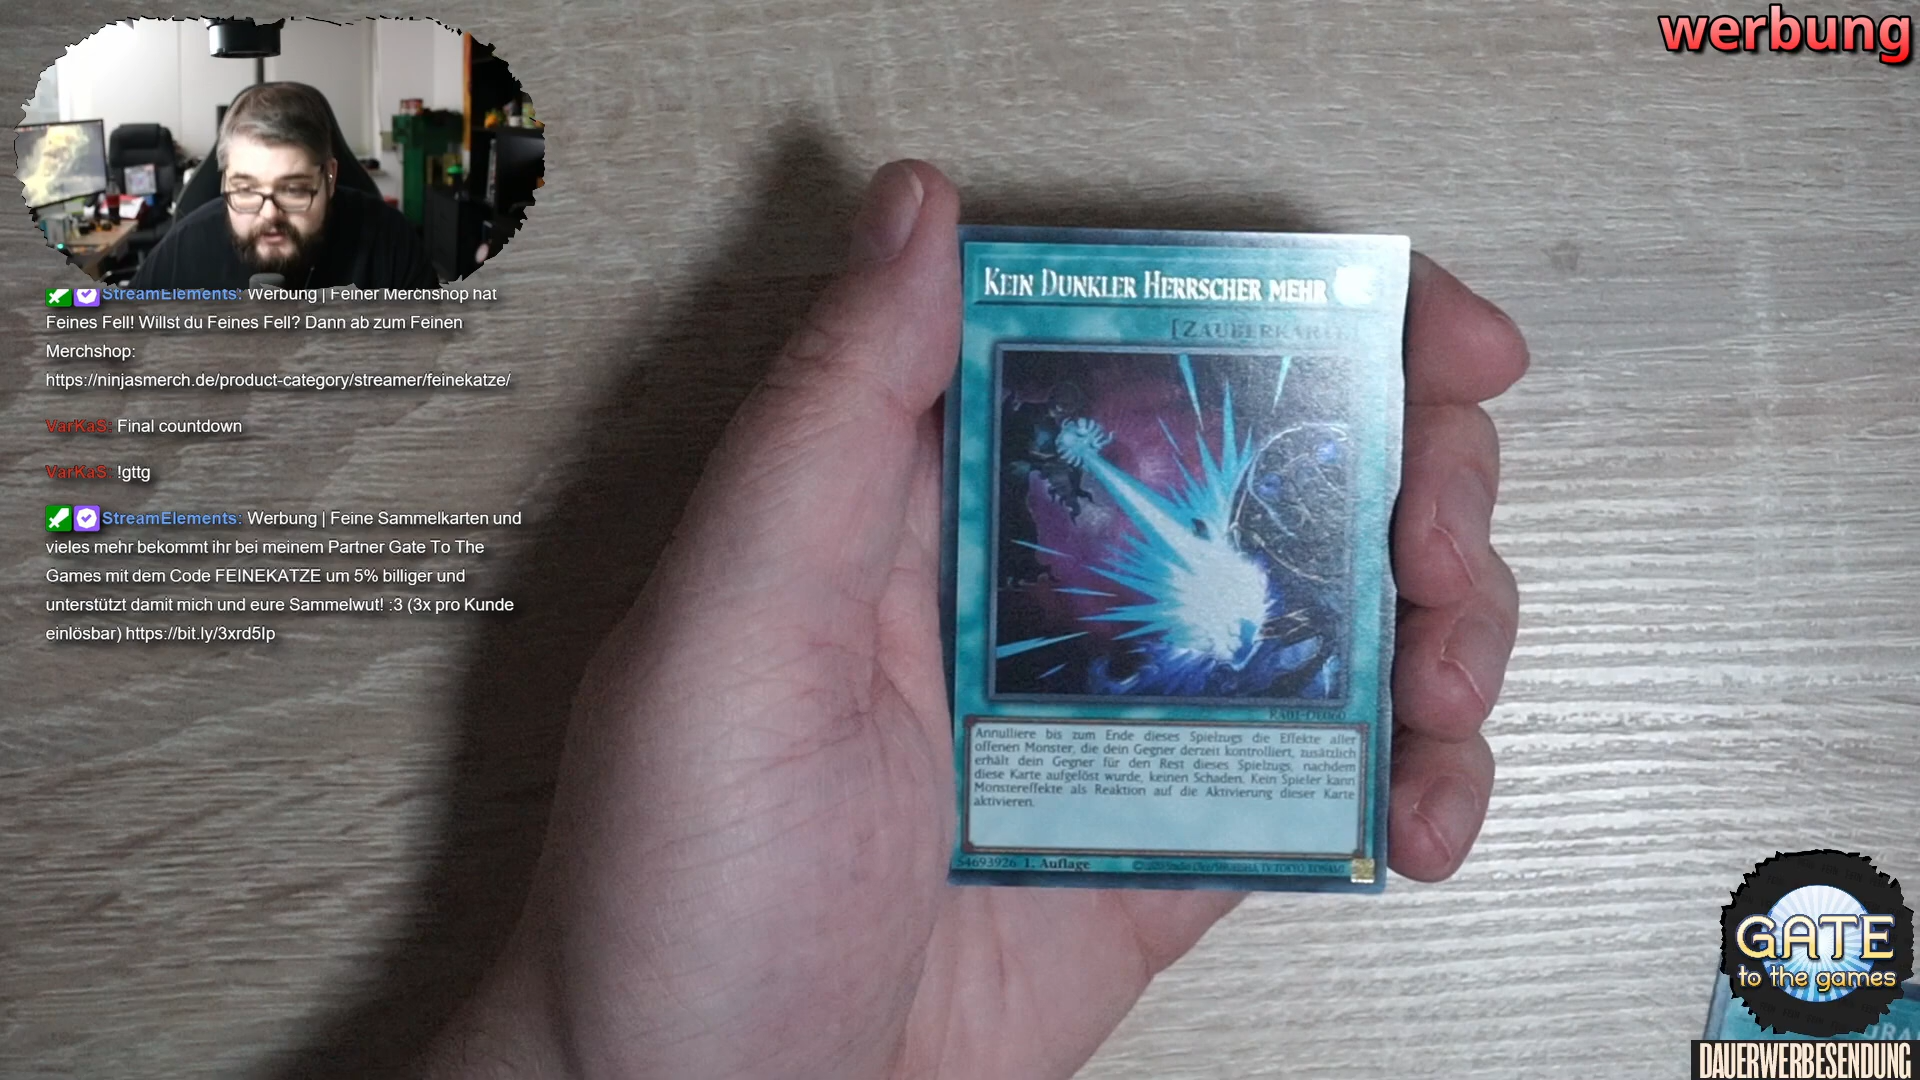 werbung
StreamElements: Werbung | Feiner Merchshop hat
Feines Fell! Willst du Feines Fell? Dann ab zum Feinen
Merchshop:
https://ninjasmerch.de/product-category/streamer/feinekatze/
VarKaS: Final countdown
VarKaS: !gttg
StreamElements: Werbung | Feine Sammelkarten und
vieles mehr bekommt ihr bei meinem Partner Gate To The
Games mit dem Code FEINEKATZE um 5% billiger und
unterstützt damit mich und eure Sammelwut! :3 (3x pro Kunde
einlösbar) https://bit.ly/3xrd5Ip
KEIN DUNKLER HERRSCHER MEHR
[ZAUBERKARTE]
RA01-DE060
Annulliere bis zum Ende dieses Spielzugs die Effekte aller
offenen Monster, die dein Gegner derzeit kontrolliert, zusätzlich
erhält dein Gegner für den Rest dieses Spielzugs, nachdem
diese Karte aufgelöst wurde, keinen Schaden. Kein Spieler kann
Monstereffekte als Reaktion auf die Aktivierung dieser Karte
aktivieren.
54693926 1. Auflage
GATE
to the games
DAUERWERBESENDUNG